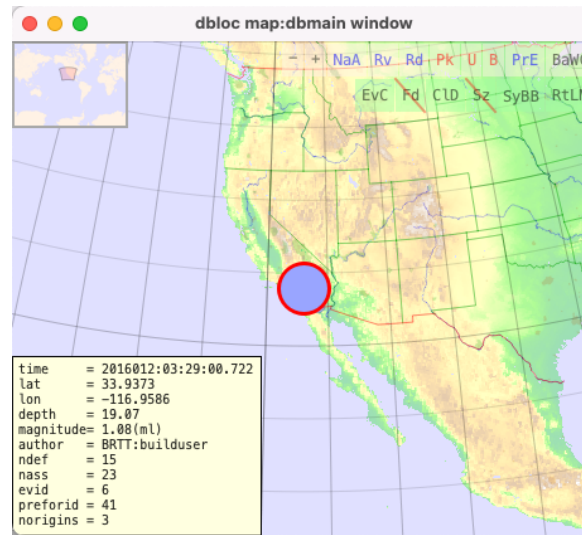 dbloc map:dbmain window
− + NaA Rv Rd Pk U B PrE
EvC Fd ClD Sz SyBB
time = 2016012:03:29:00.722
lat = 33.9373
lon = -116.9586
depth = 19.07
magnitude= 1.08(ml)
author = BRTT:builduser
ndef = 15
nass = 23
evid = 6
preforid = 41
norigins = 3